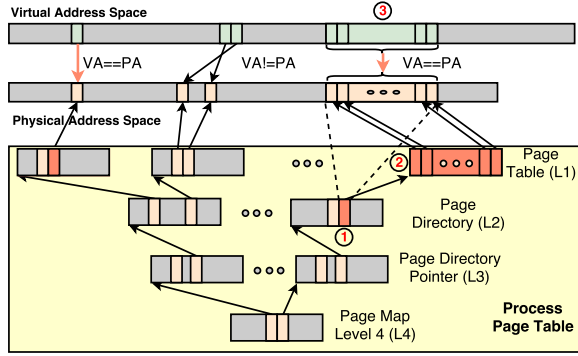 Virtual Address Space
3
VA==PA
VA!=PA
VA==PA
Physical Address Space
2
Page
Table (L1)
Page
Directory (L2)
1
Page Directory
Pointer (L3)
Page Map
Level 4 (L4)
Process
Page Table